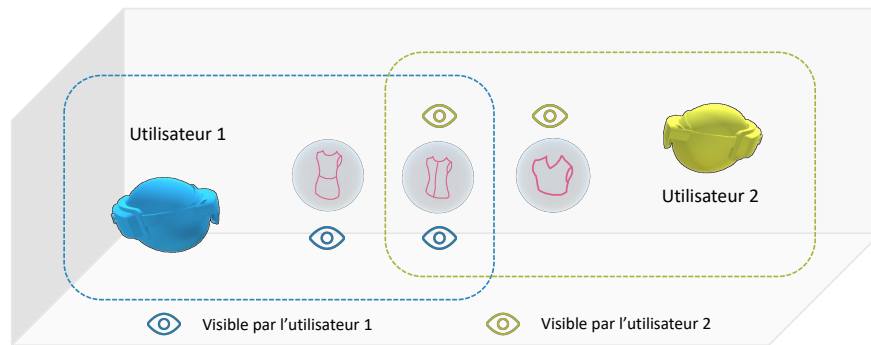 Utilisateur 1
Utilisateur 2
Visible par l’utilisateur 1
Visible par l’utilisateur 2